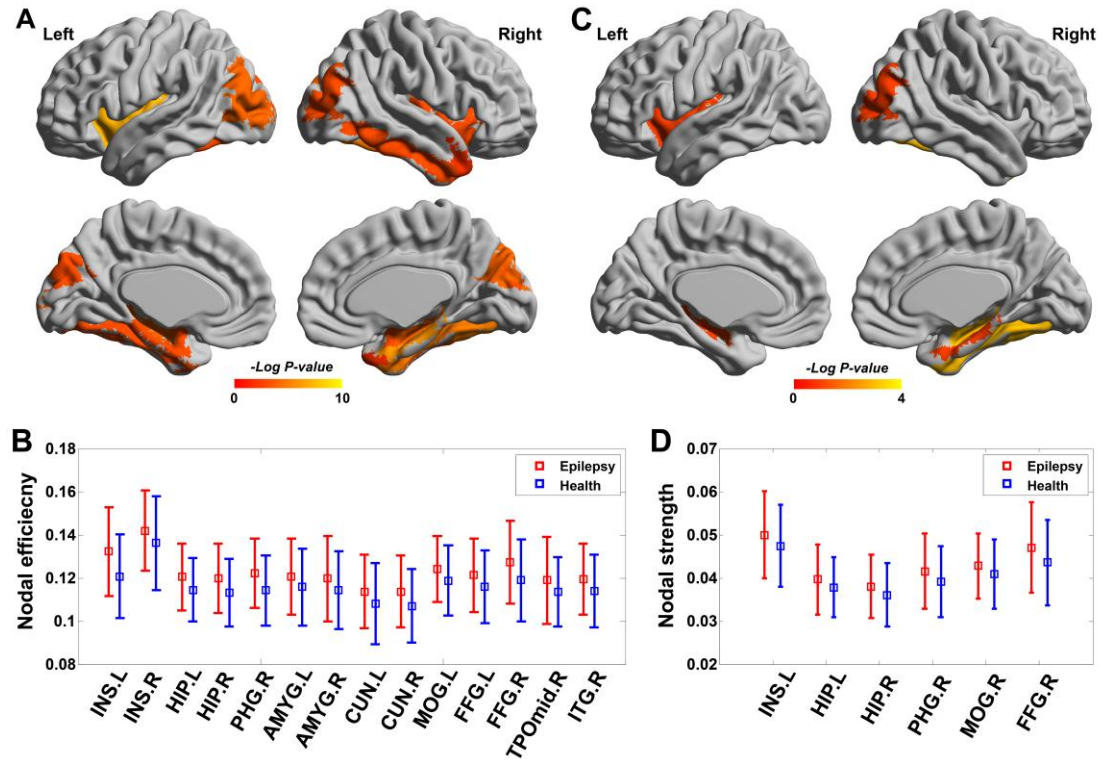 A
Left
Right
-Log P-value
0
10
C
Left
Right
-Log P-value
0
4
B
Nodal efficiecny
0.18
0.16
0.14
0.12
0.1
0.08
Epilepsy
Health
INS.L
INS.R
HIP.L
HIP.R
PHG.R
AMYG.L
AMYG.R
CUN.L
CUN.R
MOG.L
FFG.L
FFG.R
TPOmid.R
ITG.R
D
Nodal strength
0.07
0.06
0.05
0.04
0.03
0.02
Epilepsy
Health
INS.L
HIP.L
HIP.R
PHG.R
MOG.R
FFG.R